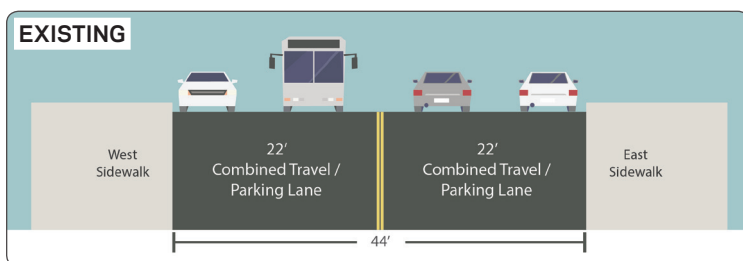 EXISTING
West
Sidewalk
22’
Combined Travel /
Parking Lane
22’
Combined Travel /
Parking Lane
East
Sidewalk
44’